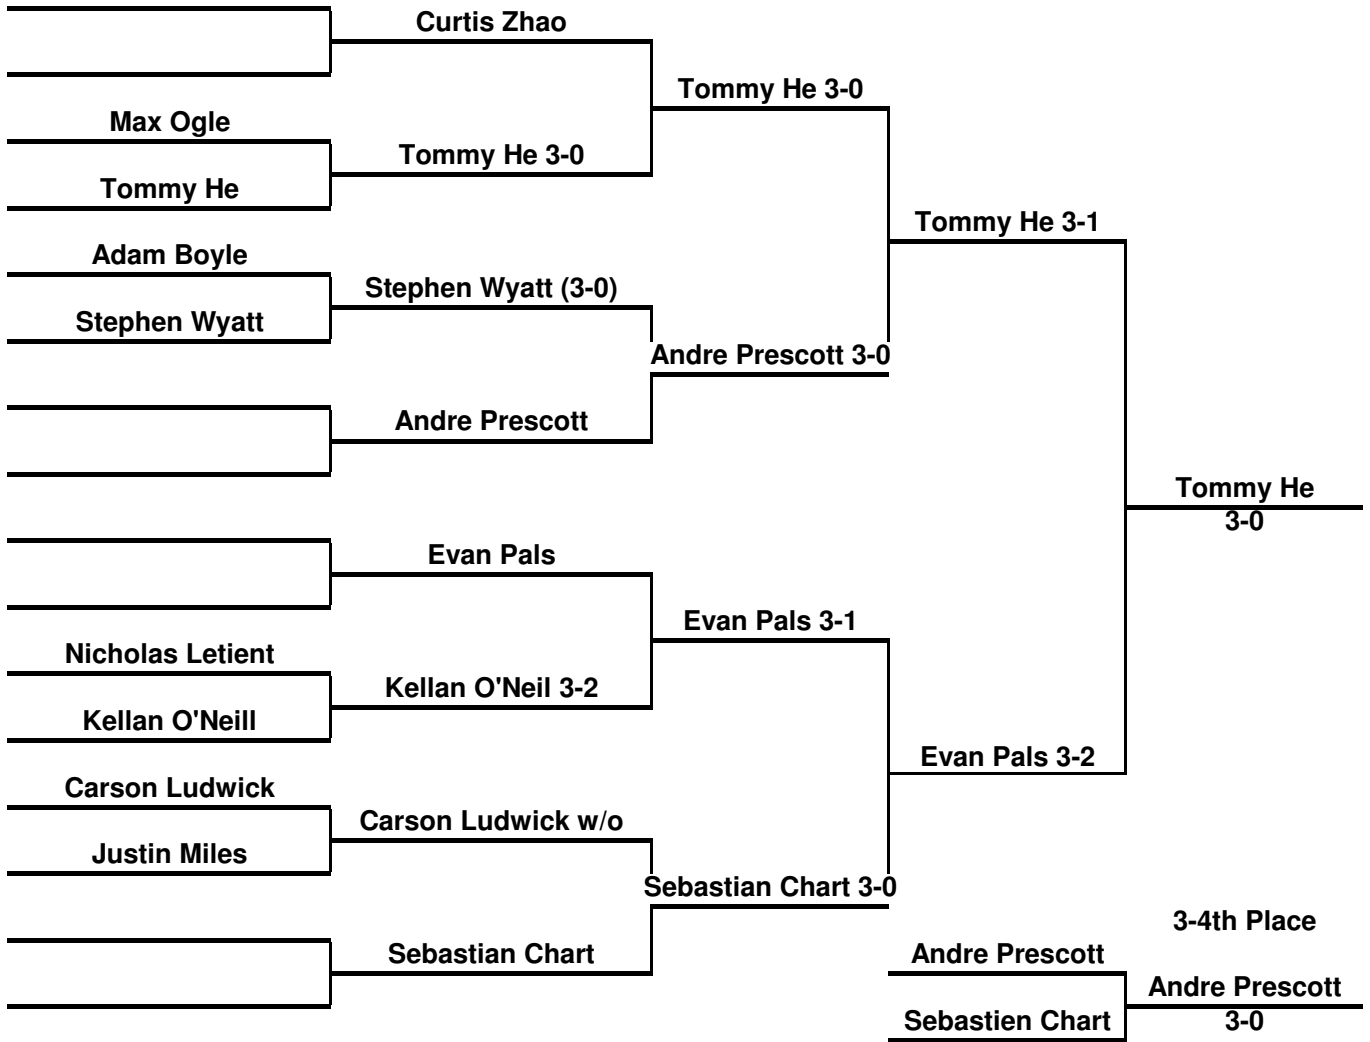 Curtis Zhao
Tommy He 3-0
Max Ogle
Tommy He 3-0
Tommy He
Tommy He 3-1
Adam Boyle
Stephen Wyatt (3-0)
Stephen Wyatt
Andre Prescott 3-0
Andre Prescott
Tommy He
3-0
Evan Pals
Evan Pals 3-1
Nicholas Letient
Kellan O'Neil 3-2
Kellan O'Neill
Evan Pals 3-2
Carson Ludwick
Carson Ludwick w/o
Justin Miles
Sebastian Chart 3-0
3-4th Place
Sebastian Chart
Andre Prescott
Andre Prescott
Sebastien Chart
3-0